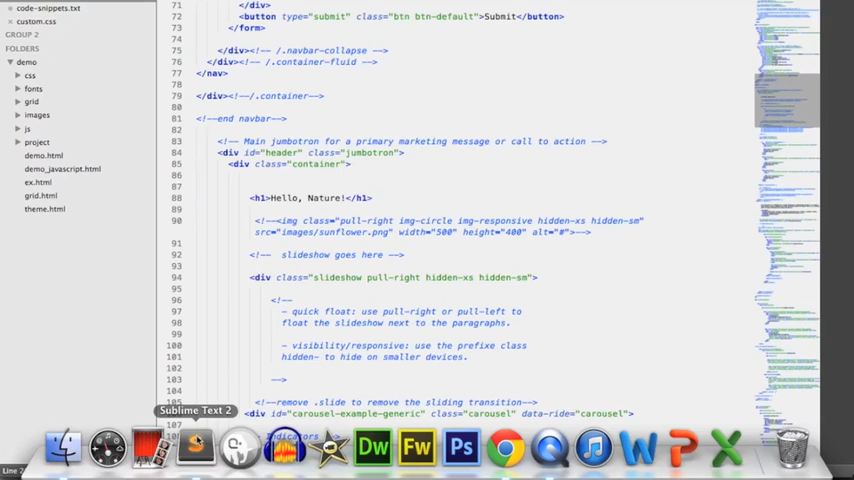 code-snippets.txt
custom.css
GROUP 2
FOLDERS
demo
css
fonts
grid
images
js
project
demo.html
demo_javascript.html
ex.html
grid.html
theme.html
71 </div>
72 <button type="submit" class="btn btn-default">Submit</button>
73 </form>
74
75 </div><!-- /.navbar-collapse -->
76 </div><!-- /.container-fluid -->
77 </nav>
78
79 </div><!--/.container-->
80
81 <!--end navbar-->
82
83 <!-- Main jumbotron for a primary marketing message or call to action -->
84 <div id="header" class="jumbotron">
85 <div class="container">
86
87
88 <h1>Hello, Nature!</h1>
89
90 <!--<img class="pull-right img-circle img-responsive hidden-xs hidden-sm"
src="images/sunflower.png" width="500" height="400" alt="#">-->
91
92 <!--  slideshow goes here -->
93
94 <div class="slideshow pull-right hidden-xs hidden-sm">
95
96 <!--
97 - quick float: use pull-right or pull-left to
98 float the slideshow next to the paragraphs.
99
100 - visibility/responsive: use the prefix class
101 hidden- to hide on smaller devices.
102
103 -->
104
105 <!--remove .slide to remove the sliding transition-->
106 <div id="carousel-example-generic" class="carousel" data-ride="carousel">
107
Indicators
Sublime Text 2
S
Dw
Fw
Ps
W
P
X
Line 2